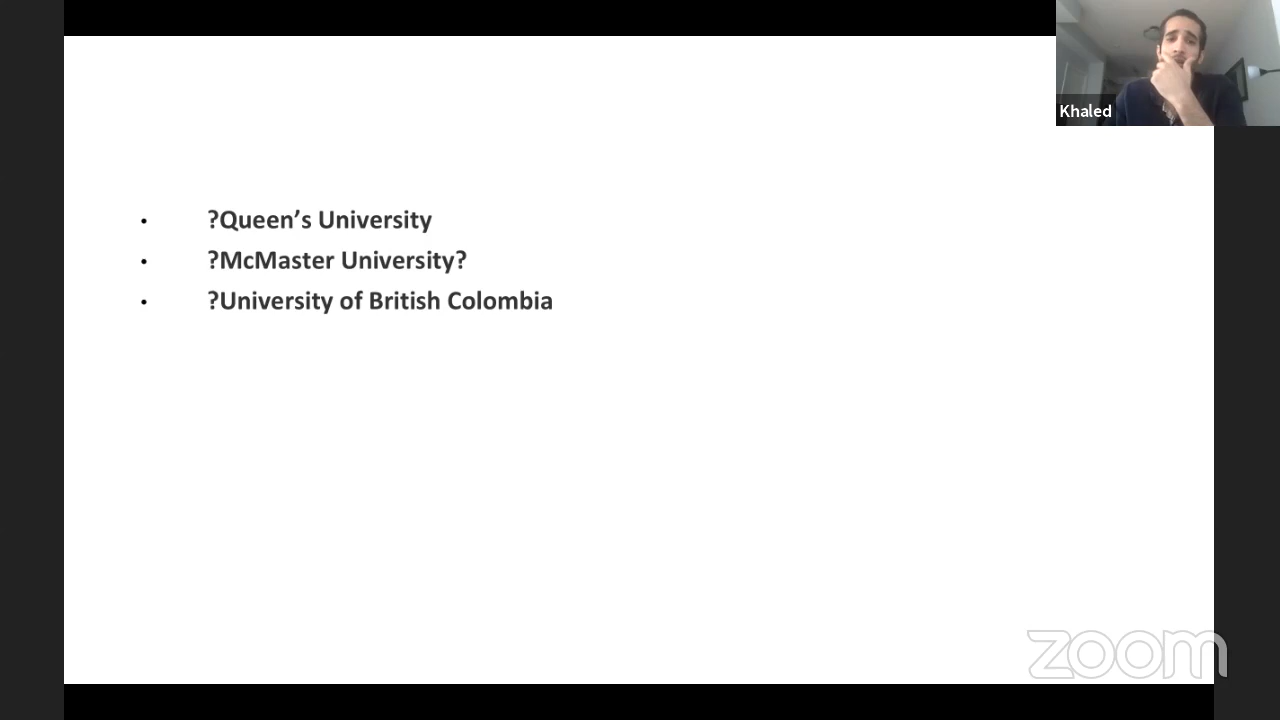 Khaled
• ?Queen’s University
• ?McMaster University?
• ?University of British Colombia
zoom